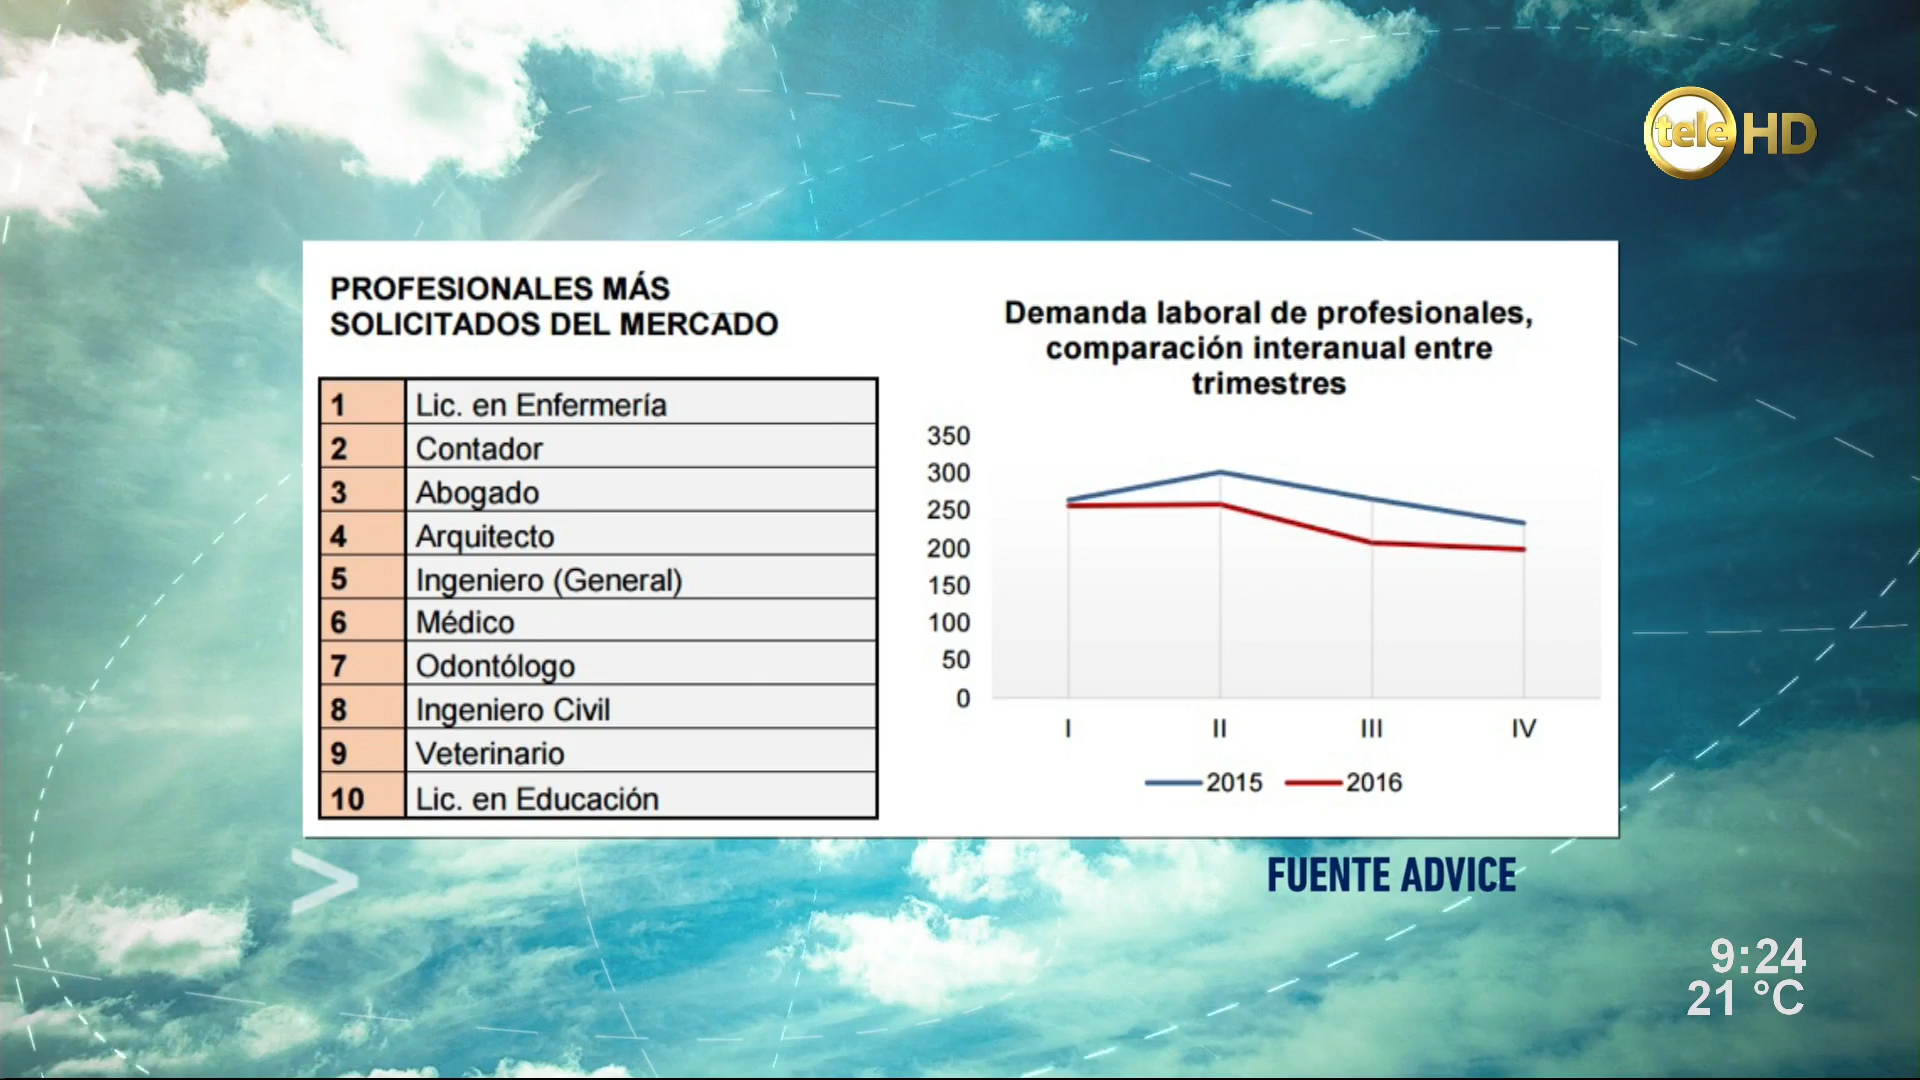 tele HD
PROFESIONALES MÁS
SOLICITADOS DEL MERCADO
1 Lic. en Enfermería
2 Contador
3 Abogado
4 Arquitecto
5 Ingeniero (General)
6 Médico
7 Odontólogo
8 Ingeniero Civil
9 Veterinario
10 Lic. en Educación
Demanda laboral de profesionales,
comparación interanual entre
trimestres
350
300
250
200
150
100
50
0
I II III IV
2015 2016
FUENTE ADVICE
9:24
21 °C